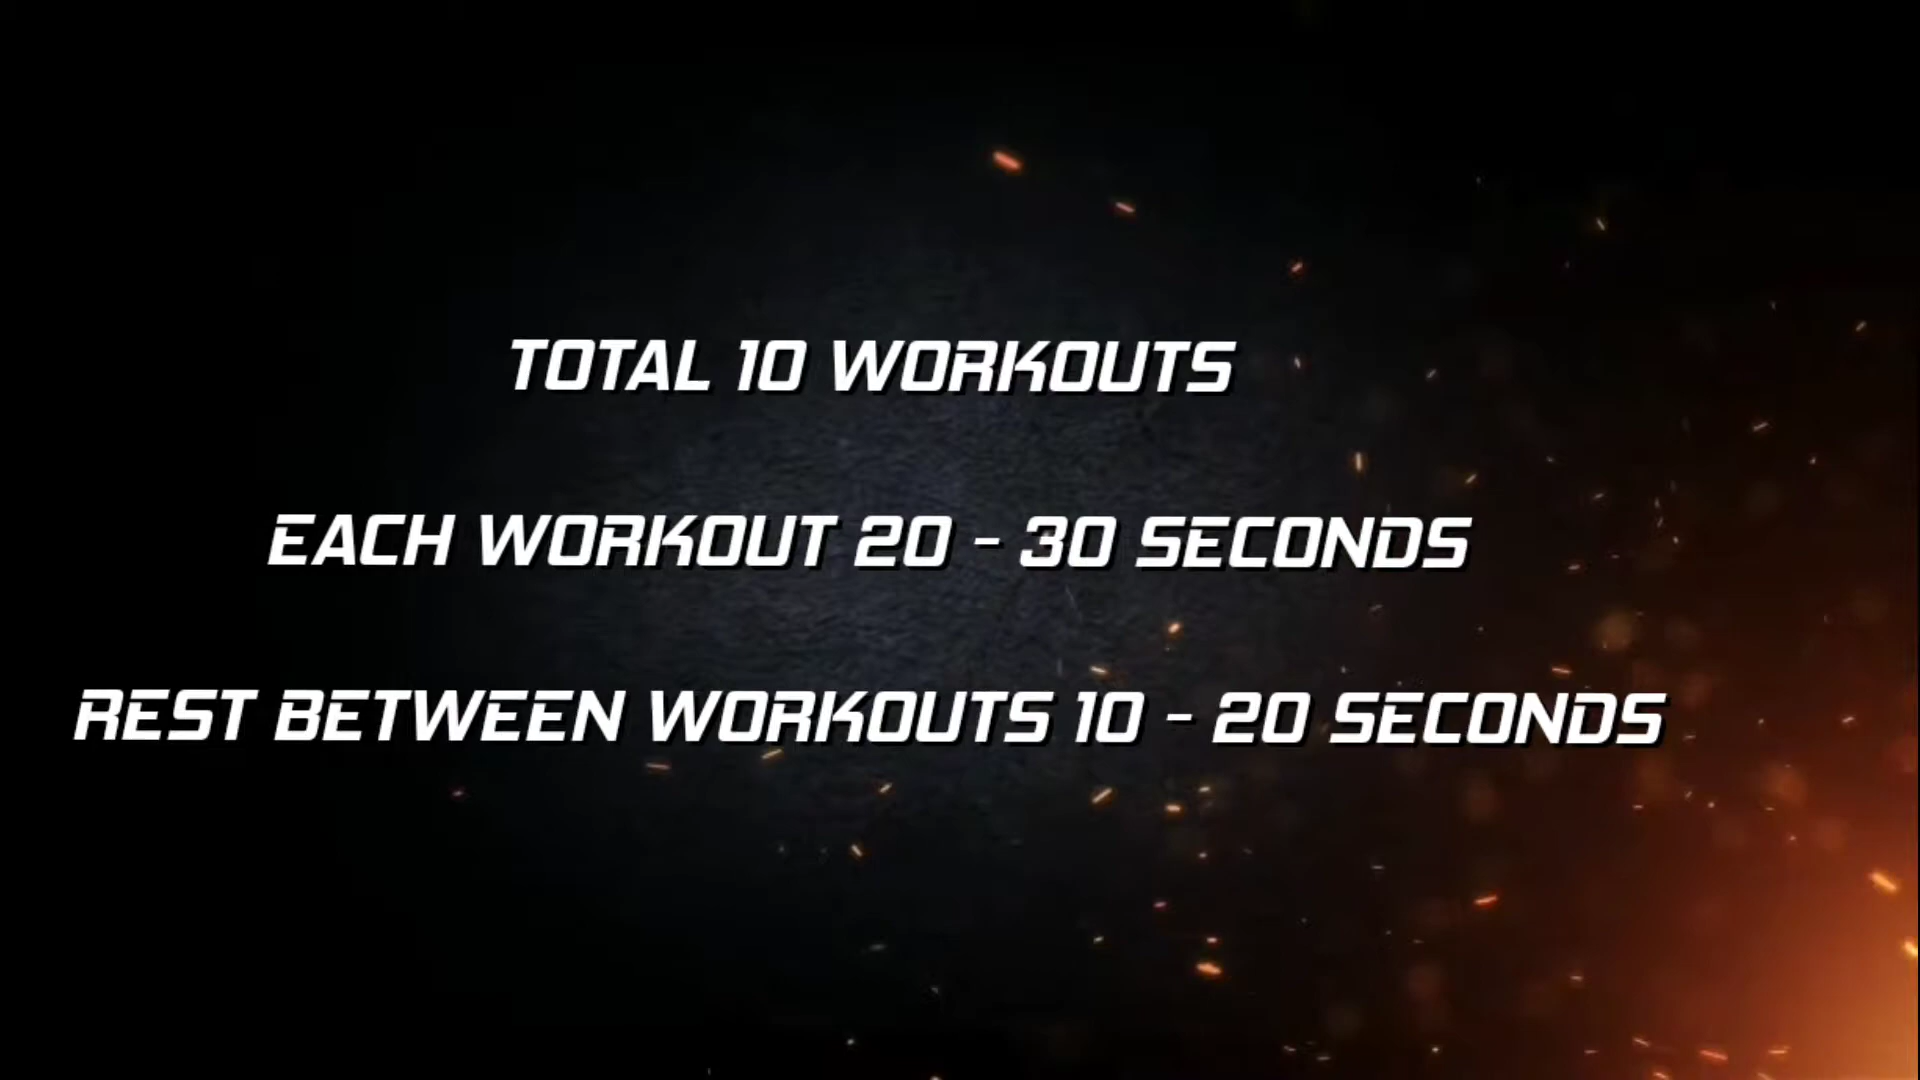 TOTAL 10 WORKOUTS
EACH WORKOUT 20 - 30 SECONDS
REST BETWEEN WORKOUTS 10 - 20 SECONDS